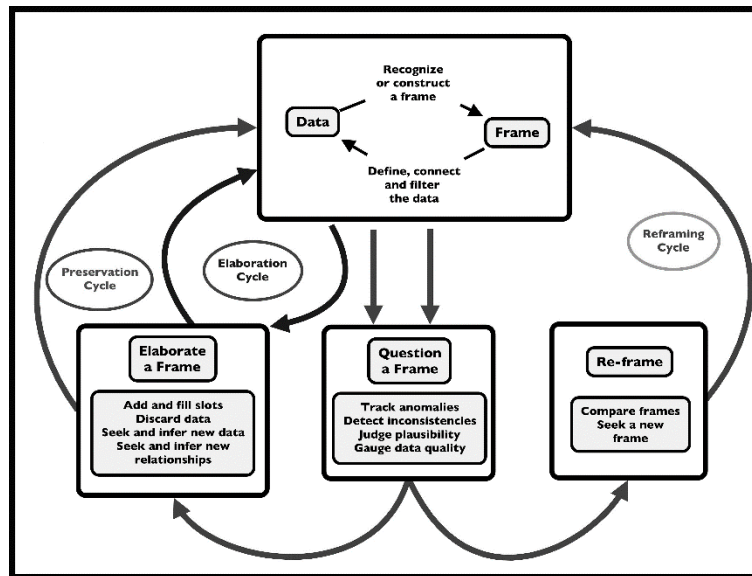 Recognize
or construct
a frame
Data
Frame
Define, connect
and filter
the data
Preservation
Cycle
Elaboration
Cycle
Reframing
Cycle
Elaborate
a Frame
Add and fill slots
Discard data
Seek and infer new data
Seek and infer new
relationships
Question
a Frame
Track anomalies
Detect inconsistencies
Judge plausibility
Gauge data quality
Re-frame
Compare frames
Seek a new
frame